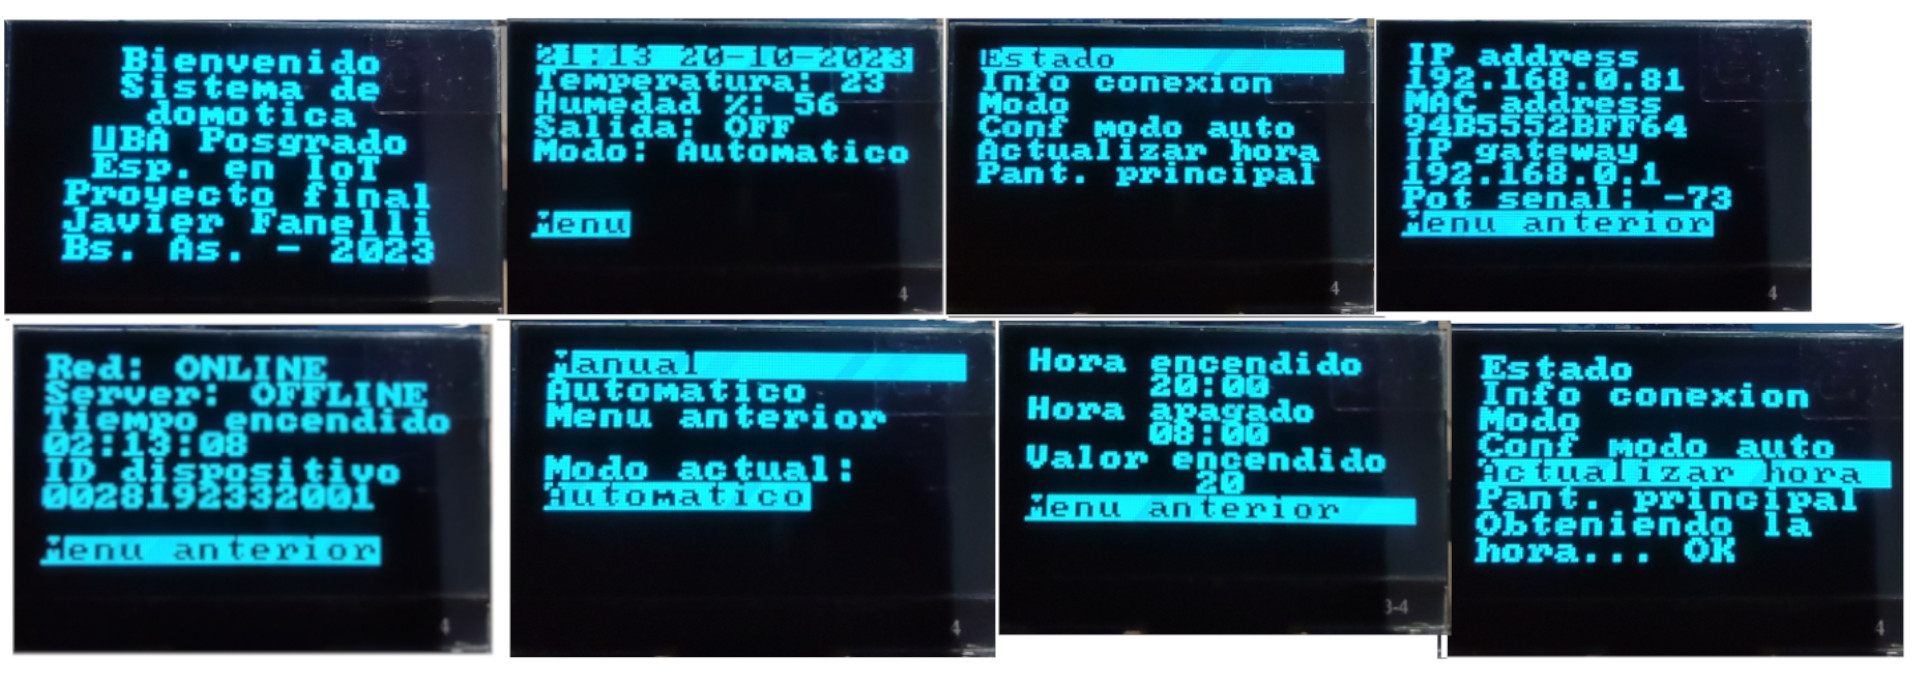 Bienvenido
Sistema de
domotica
UBA Posgrado
Esp. en IoT
Proyecto final
Javier Fanelli
Bs. As. - 2023
21:13 20-10-2023
Temperatura: 23
Humedad %: 56
Salida: OFF
Modo: Automatico
Menu
4
Estado
Info conexion
Modo
Conf modo auto
Actualizar hora
Pant. principal
4
IP address
192.168.0.81
MAC address
94B5552BFF64
IP gateway
192.168.0.1
Pot senal: -73
Menu anterior
4
Red: ONLINE
Server: OFFLINE
Tiempo encendido
02:13:08
ID dispositivo
0028192332001
Menu anterior
4
Manual
Automatico
Menu anterior
Modo actual:
Automatico
4
Hora encendido
20:00
Hora apagado
08:00
Valor encendido
20
Menu anterior
3-4
Estado
Info conexion
Modo
Conf modo auto
Actualizar hora
Pant. principal
Obteniendo la
hora... OK
4